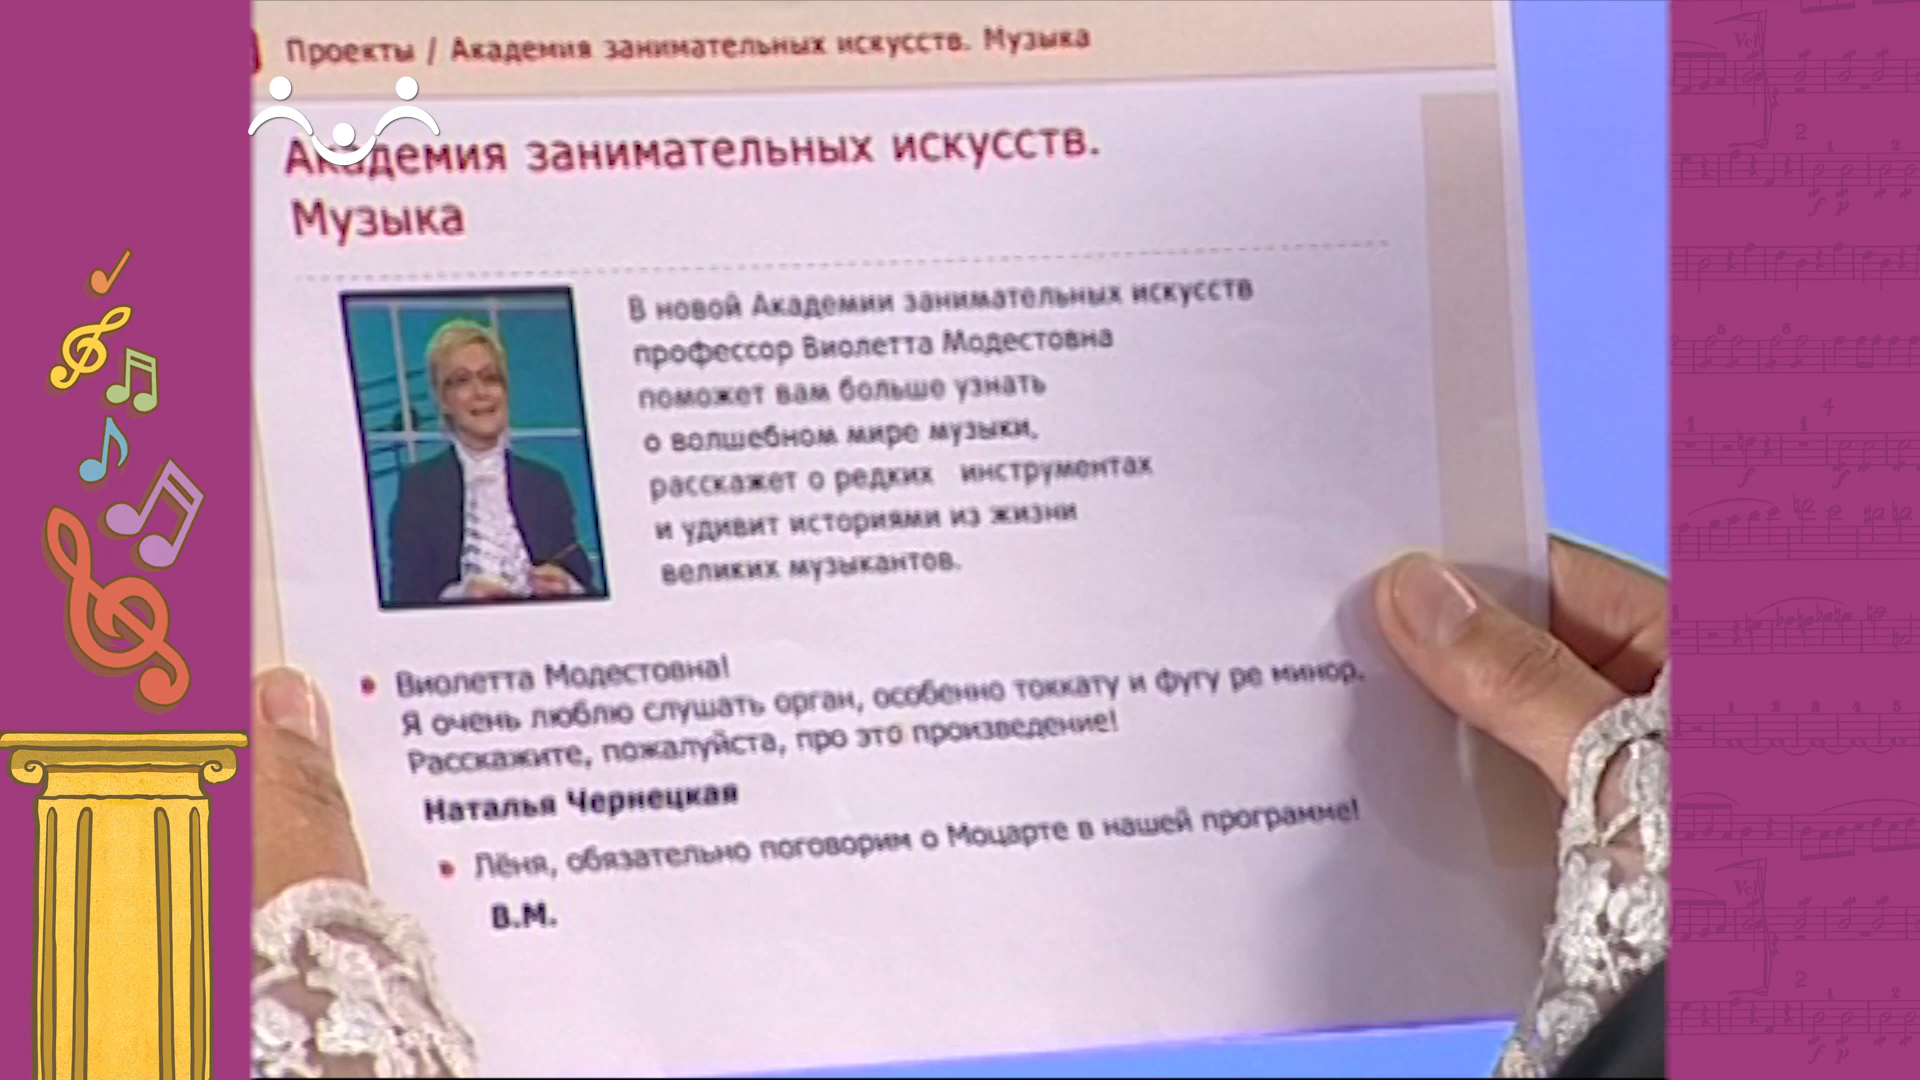 Проекты / Академия занимательных искусств. Музыка
Академия занимательных искусств.
Музыка
В новой Академии занимательных искусств
профессор Виолетта Модестовна
поможет вам больше узнать
о волшебном мире музыки,
расскажет о редких инструментах
и удивит историями из жизни
великих музыкантов.
Виолетта Модестовна!
Я очень люблю слушать орган, особенно токкату и фугу ре минор.
Расскажите, пожалуйста, про это произведение!
Наталья Чернецкая
Лёня, обязательно поговорим о Моцарте в нашей программе!
В.М.